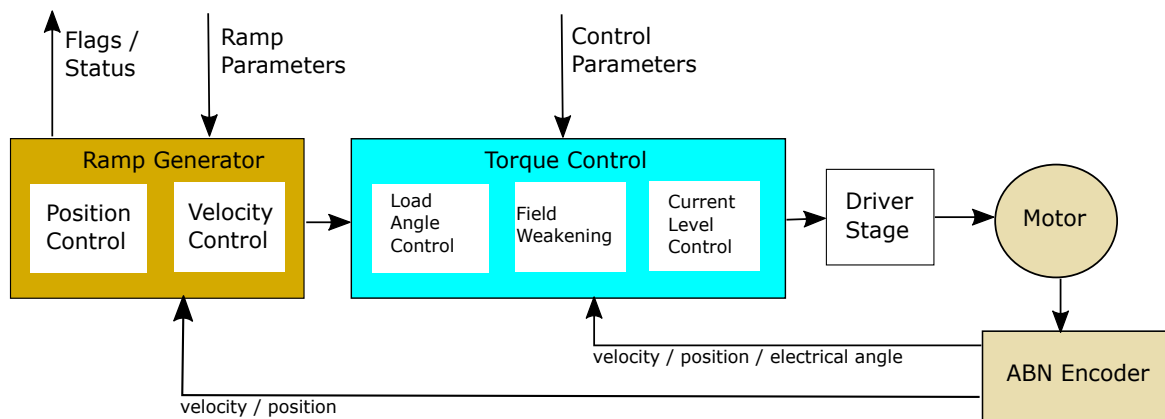 Flags /
Status
Ramp
Parameters
Control
Parameters
Ramp Generator
Position
Control
Velocity
Control
Torque Control
Load
Angle
Control
Field
Weakening
Current
Level
Control
Driver
Stage
Motor
velocity / position / electrical angle
ABN Encoder
velocity / position